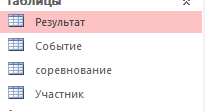 Таблицы
Результат
Событие
соревнование
Участник